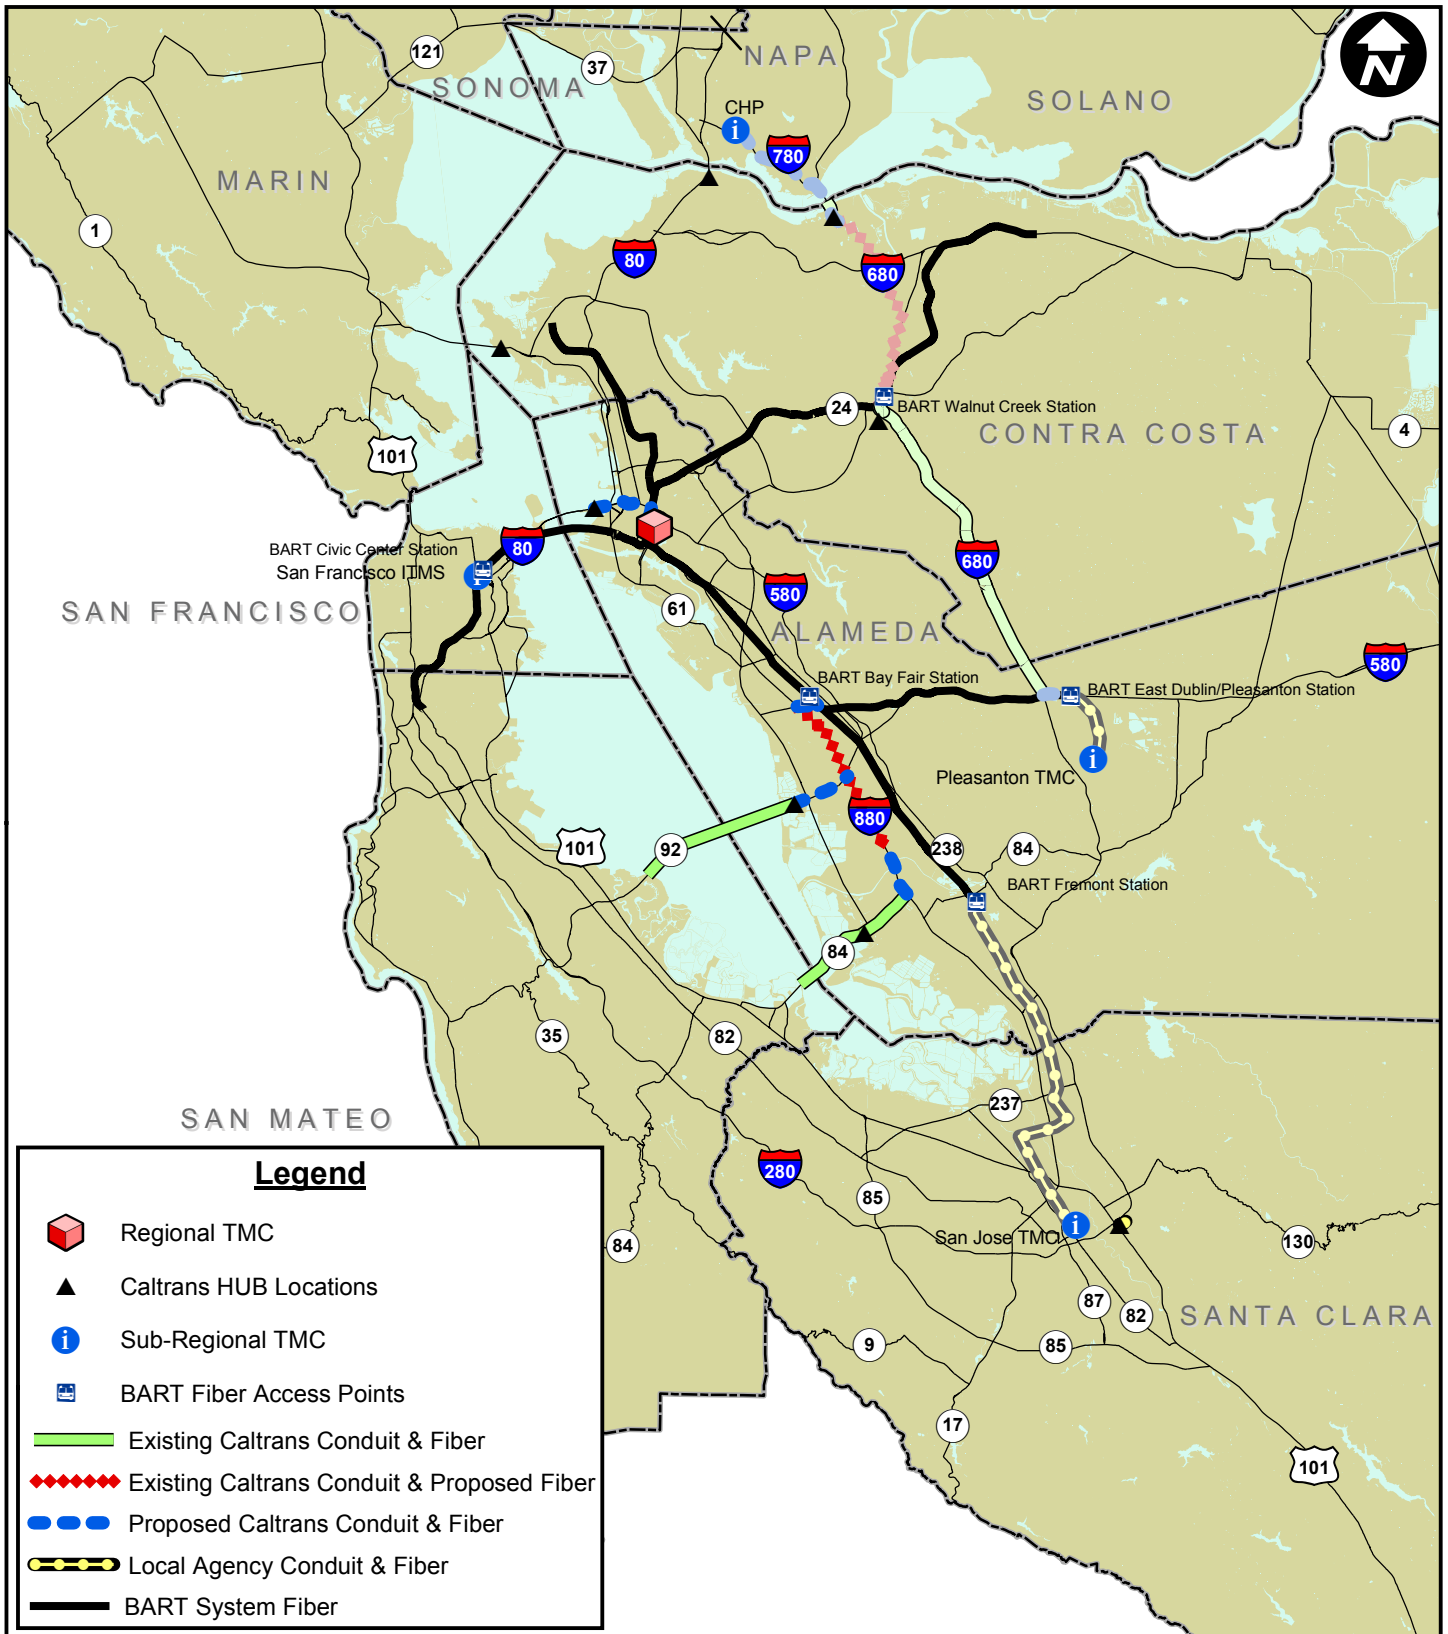 N
121
37
NAPA
SONOMA
SOLANO
CHP
i
780
MARIN
1
80
680
24
BART Walnut Creek Station
CONTRA COSTA
4
101
BART Civic Center Station
80
San Francisco ITMS
i
680
580
SAN FRANCISCO
61
ALAMEDA
580
BART Bay Fair Station
BART East Dublin/Pleasanton Station
Pleasanton TMC
i
880
101
92
238
84
BART Fremont Station
84
35
82
237
SAN MATEO
280
85
San Jose TMC
i
130
84
87
82
SANTA CLARA
9
85
17
101
Legend
Regional TMC
Caltrans HUB Locations
i Sub-Regional TMC
BART Fiber Access Points
Existing Caltrans Conduit & Fiber
Existing Caltrans Conduit & Proposed Fiber
Proposed Caltrans Conduit & Fiber
Local Agency Conduit & Fiber
BART System Fiber